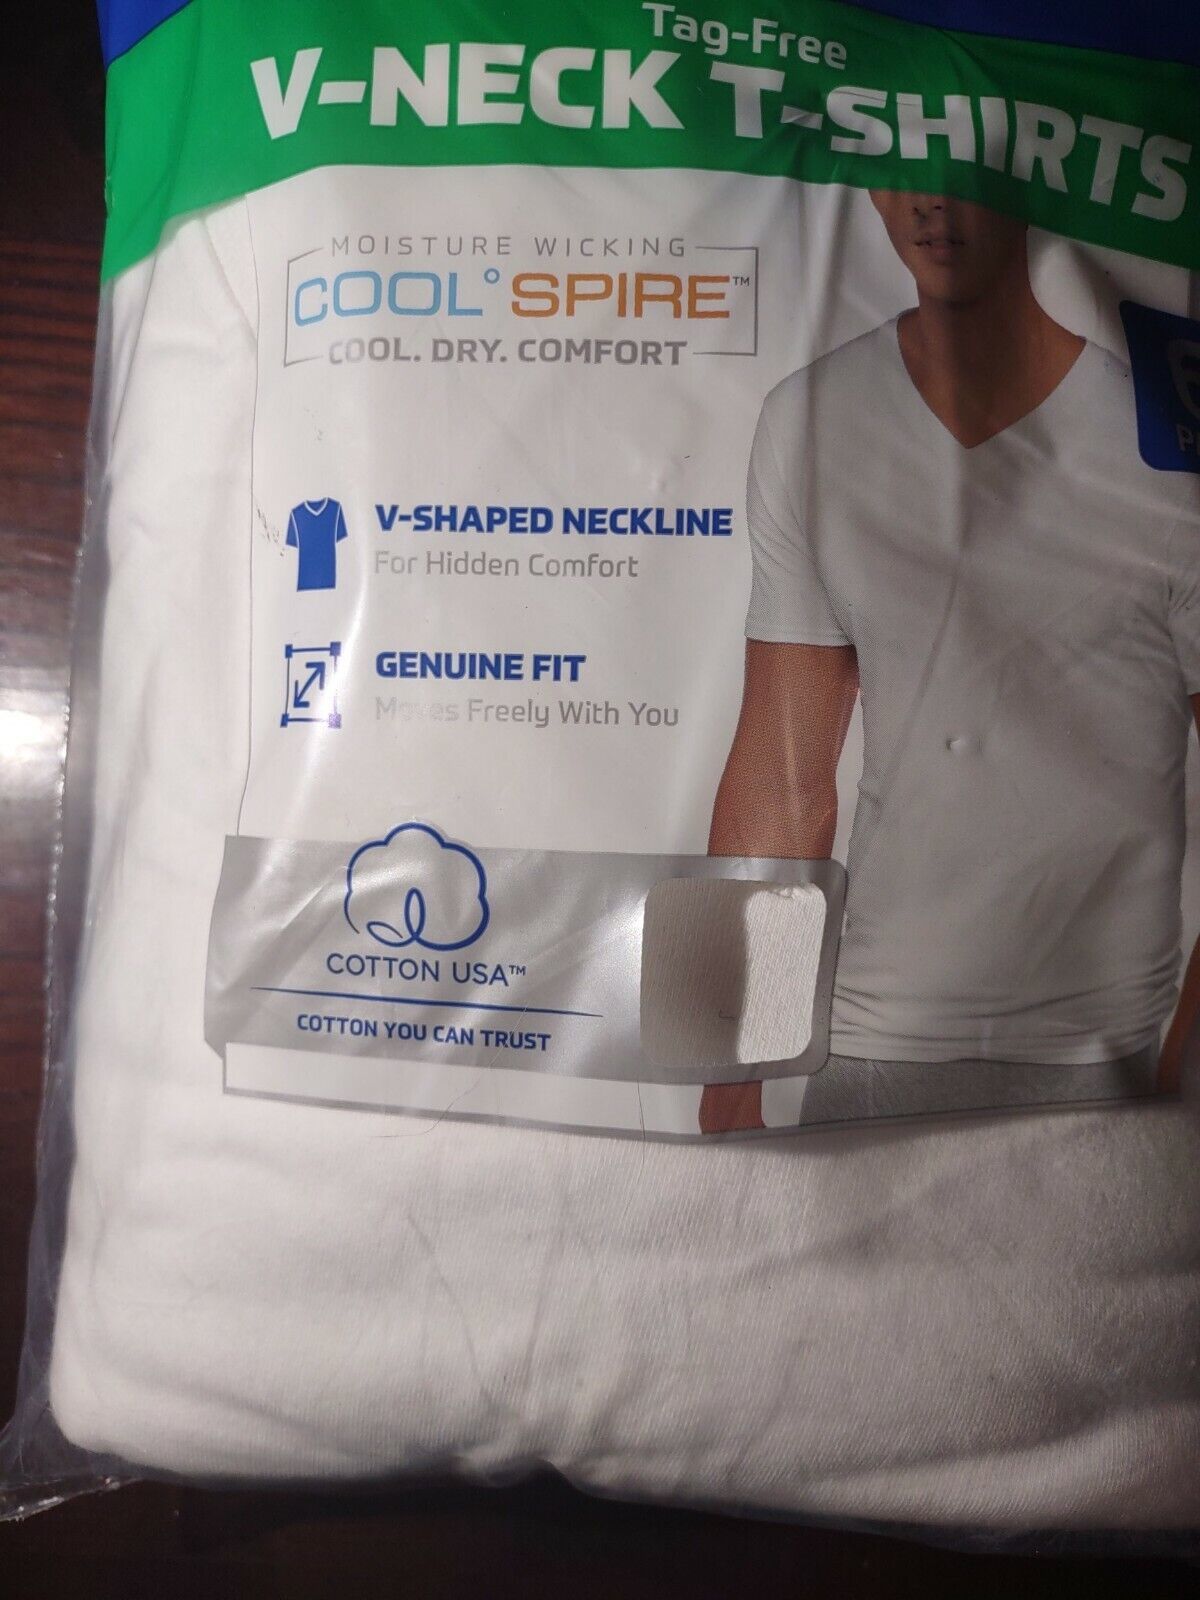 Tag-Free
V-NECK T-SHIRTS
MOISTURE WICKING
COOL° SPIRE™
COOL. DRY. COMFORT
V-SHAPED NECKLINE
For Hidden Comfort
GENUINE FIT
Moves Freely With You
COTTON USA™
COTTON YOU CAN TRUST